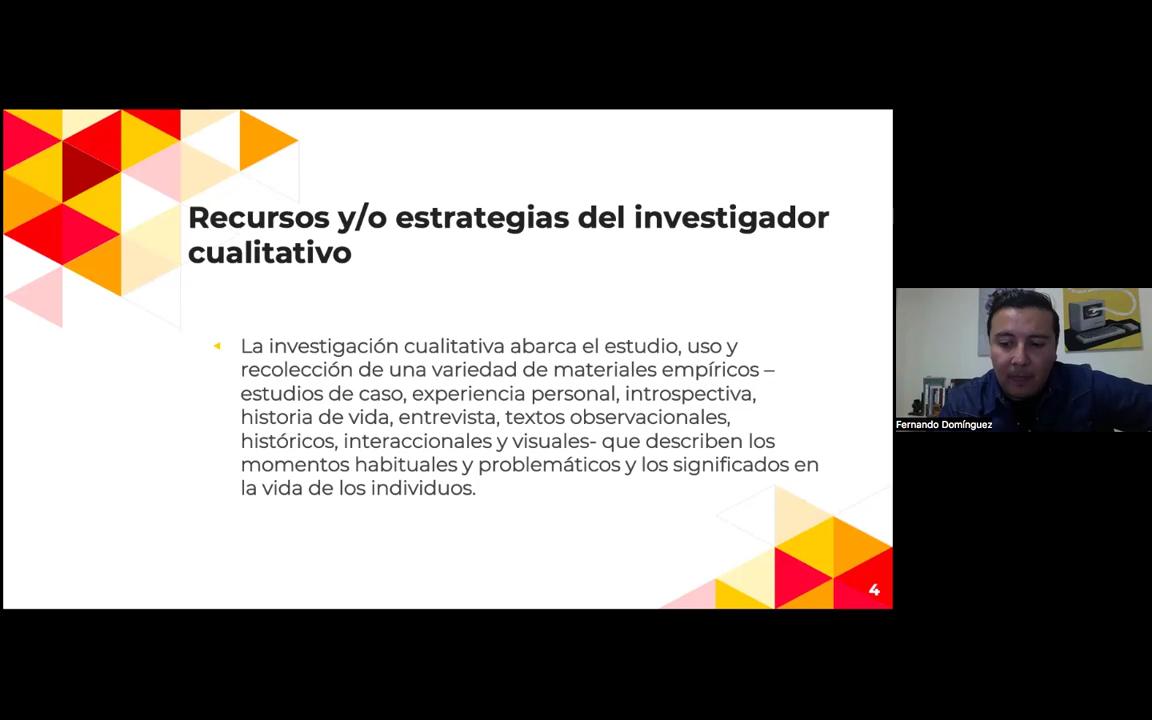 Recursos y/o estrategias del investigador
cualitativo
La investigación cualitativa abarca el estudio, uso y
recolección de una variedad de materiales empíricos –
estudios de caso, experiencia personal, introspectiva,
historia de vida, entrevista, textos observacionales,
históricos, interaccionales y visuales- que describen los
momentos habituales y problemáticos y los significados en
la vida de los individuos.
4
Fernando Domínguez